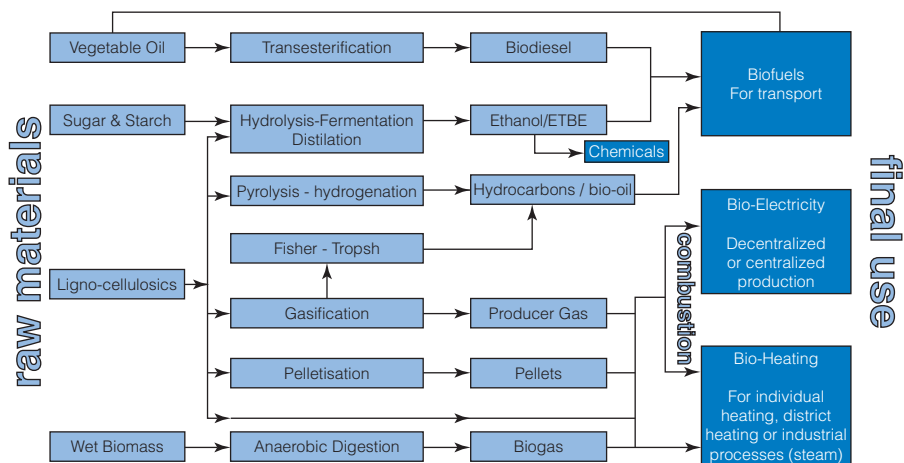 raw materials
Vegetable Oil
Transesterification
Biodiesel
Biofuels
For transport
Sugar & Starch
Hydrolysis-Fermentation
Distilation
Ethanol/ETBE
Chemicals
Pyrolysis - hydrogenation
Hydrocarbons / bio-oil
Fisher - Tropsh
Ligno-cellulosics
Gasification
Producer Gas
Pelletisation
Pellets
Wet Biomass
Anaerobic Digestion
Biogas
combustion
Bio-Electricity
Decentralized
or centralized
production
Bio-Heating
For individual
heating, district
heating or industrial
processes (steam)
final use